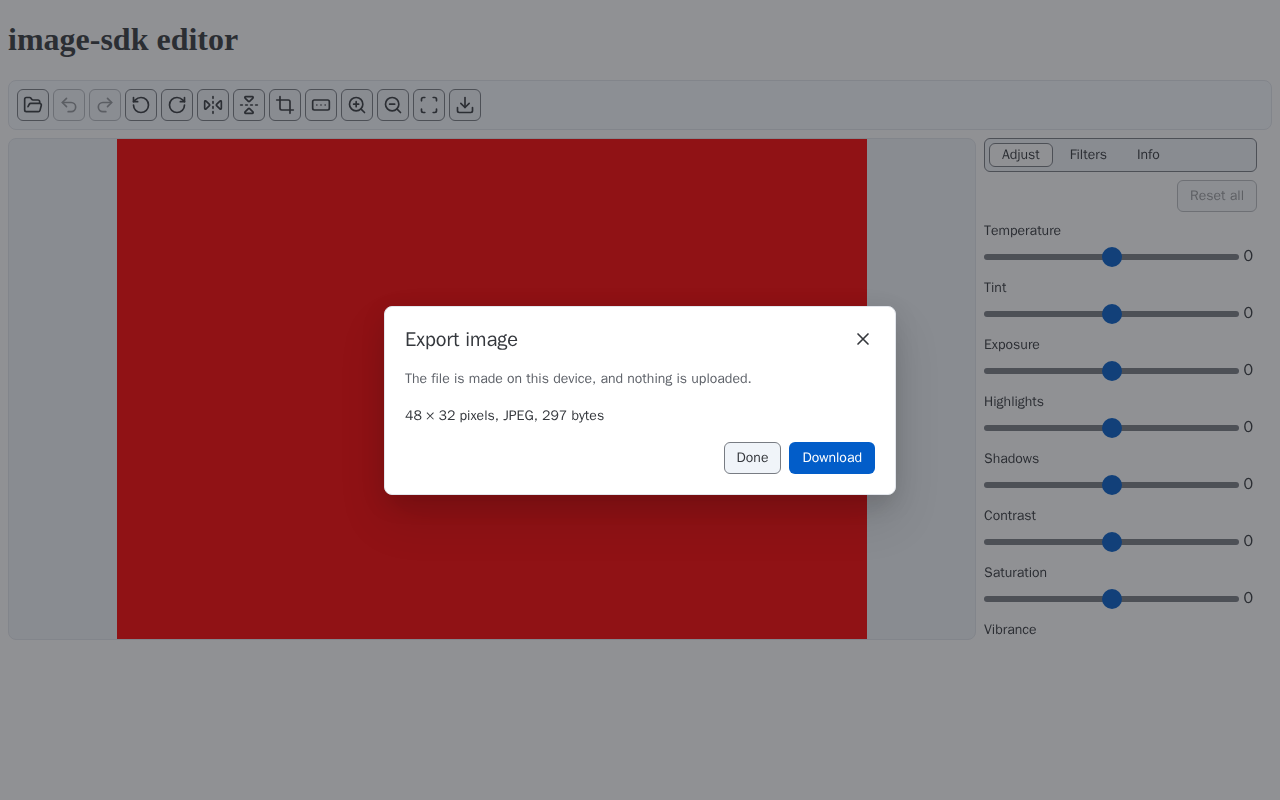 image-sdk editor
Adjust Filters Info
Reset all
Temperature
0
Tint
0
Exposure
0
Highlights
0
Shadows
0
Contrast
0
Saturation
0
Vibrance
Export image
The file is made on this device, and nothing is uploaded.
48 × 32 pixels, JPEG, 297 bytes
Done Download